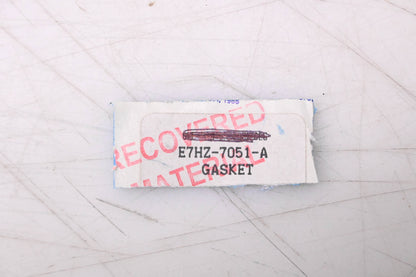 RECOVERED
MATERIAL
E7HZ-7051-A
GASKET